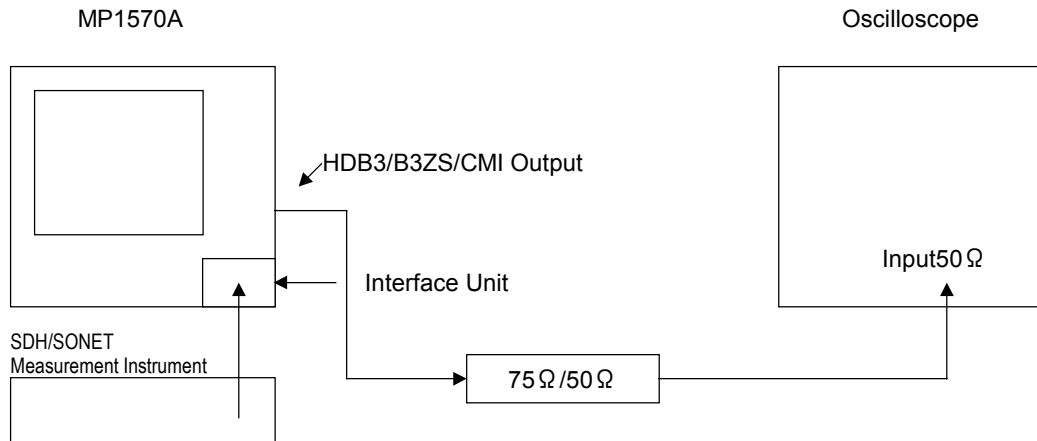 MP1570A
Oscilloscope
HDB3/B3ZS/CMI Output
Input50Ω
Interface Unit
SDH/SONET
Measurement Instrument
75Ω/50Ω